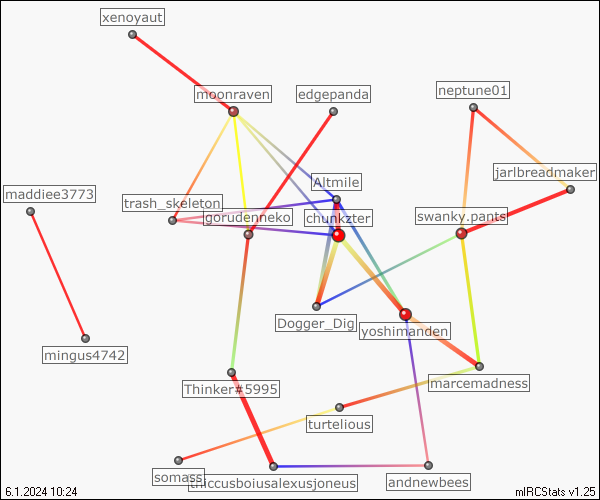 xenoyaut
moonraven
edgepanda
neptune01
jarlbreadmaker
Altmile
maddiee3773
trash_skeleton
gorudenneko
chunkzter
swanky.pants
Dogger_Dig
yoshimanden
mingus4742
Thinker#5995
marcemadness
turtelious
somass
thiccusboiusalexusjoneus
andnewbees
6.1.2024 10:24
mIRCStats v1.25